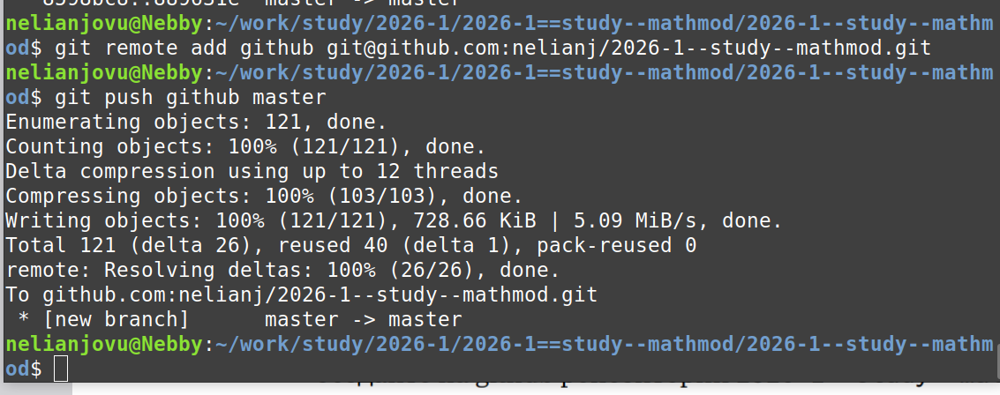 8598bc8..889631e  master -> master
nelianjovu@Nebby:~/work/study/2026-1/2026-1==study--mathmod/2026-1--study--mathm
od$ git remote add github git@github.com:nelianj/2026-1--study--mathmod.git
nelianjovu@Nebby:~/work/study/2026-1/2026-1==study--mathmod/2026-1--study--mathm
od$ git push github master
Enumerating objects: 121, done.
Counting objects: 100% (121/121), done.
Delta compression using up to 12 threads
Compressing objects: 100% (103/103), done.
Writing objects: 100% (121/121), 728.66 KiB | 5.09 MiB/s, done.
Total 121 (delta 26), reused 40 (delta 1), pack-reused 0
remote: Resolving deltas: 100% (26/26), done.
To github.com:nelianj/2026-1--study--mathmod.git
 * [new branch]      master -> master
nelianjovu@Nebby:~/work/study/2026-1/2026-1==study--mathmod/2026-1--study--mathm
od$